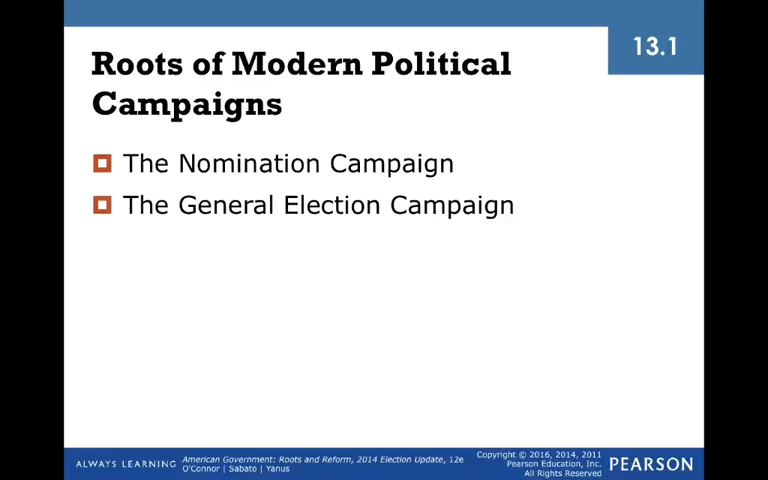 13.1
Roots of Modern Political
Campaigns
The Nomination Campaign
The General Election Campaign
ALWAYS LEARNING
American Government: Roots and Reform, 2014 Election Update, 12e
O'Connor | Sabato | Yanus
Copyright © 2016, 2014, 2011
Pearson Education, Inc.
All Rights Reserved
PEARSON